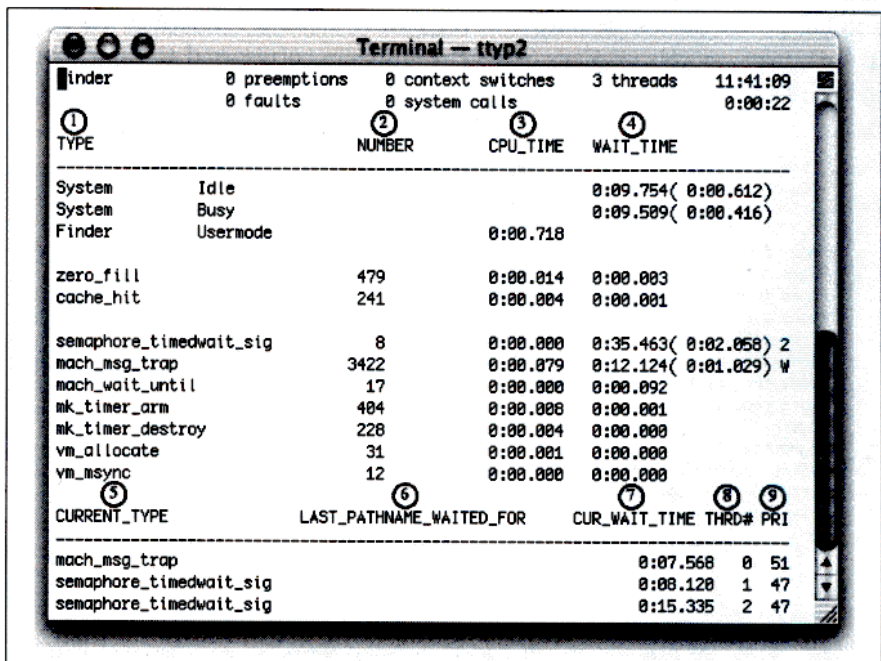 Terminal — ttyp2
Finder 0 preemptions 0 context switches 3 threads 11:41:09
0 faults 0 system calls 0:00:22
1 2 3 4
TYPE NUMBER CPU_TIME WAIT_TIME
System Idle 0:09.754( 0:00.612)
System Busy 0:09.509( 0:00.416)
Finder Usermode 0:00.718
zero_fill 479 0:00.014 0:00.003
cache_hit 241 0:00.004 0:00.001
semaphore_timedwait_sig 8 0:00.000 0:35.463( 0:02.058) 2
mach_msg_trap 3422 0:00.079 0:12.124( 0:01.029) W
mach_wait_until 17 0:00.000 0:00.092
mk_timer_arm 404 0:00.008 0:00.001
mk_timer_destroy 228 0:00.004 0:00.000
vm_allocate 31 0:00.001 0:00.000
vm_msync 12 0:00.000 0:00.000
5 6 7 8 9
CURRENT_TYPE LAST_PATHNAME_WAITED_FOR CUR_WAIT_TIME THRD# PRI
mach_msg_trap 0:07.568 0 51
semaphore_timedwait_sig 0:08.120 1 47
semaphore_timedwait_sig 0:15.335 2 47